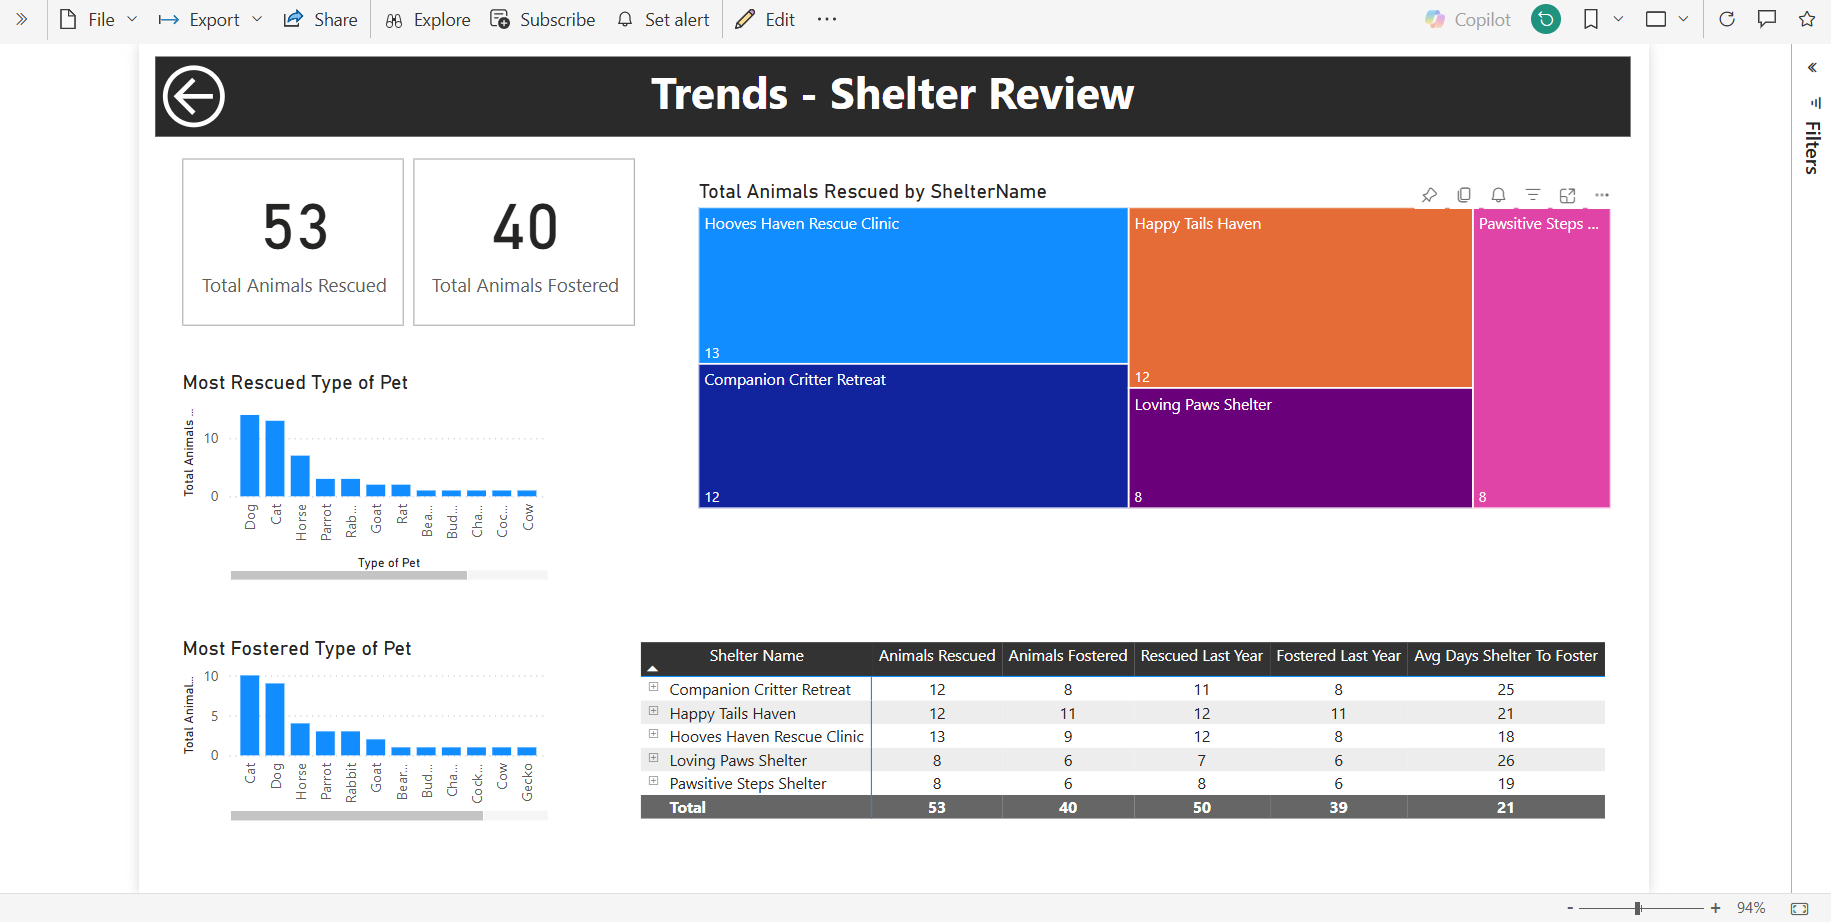 File Export Share Explore Subscribe Set alert Edit ... Copilot
Trends - Shelter Review
Filters
53
Total Animals Rescued
40
Total Animals Fostered
Total Animals Rescued by ShelterName
Hooves Haven Rescue Clinic
13
Companion Critter Retreat
12
Happy Tails Haven
12
Loving Paws Shelter
8
Pawsitive Steps ...
8
Most Rescued Type of Pet
Total Animals ...
10
0
Dog Cat Horse Parrot Rab... Goat Rat Bea... Bud... Cha... Coc... Cow
Type of Pet
Most Fostered Type of Pet
Total Animal...
10
5
0
Cat Dog Horse Parrot Rabbit Goat Bear... Bud... Cha... Cock... Cow Gecko
Shelter Name Animals Rescued Animals Fostered Rescued Last Year Fostered Last Year Avg Days Shelter To Foster
Companion Critter Retreat 12 8 11 8 25
Happy Tails Haven 12 11 12 11 21
Hooves Haven Rescue Clinic 13 9 12 8 18
Loving Paws Shelter 8 6 7 6 26
Pawsitive Steps Shelter 8 6 8 6 19
Total 53 40 50 39 21
- + 94%